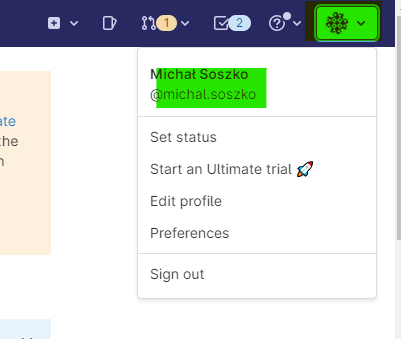 1
2
Michał Soszko
@michal.soszko
ate
the
Set status
Start an Ultimate trial 🚀
Edit profile
Preferences
Sign out